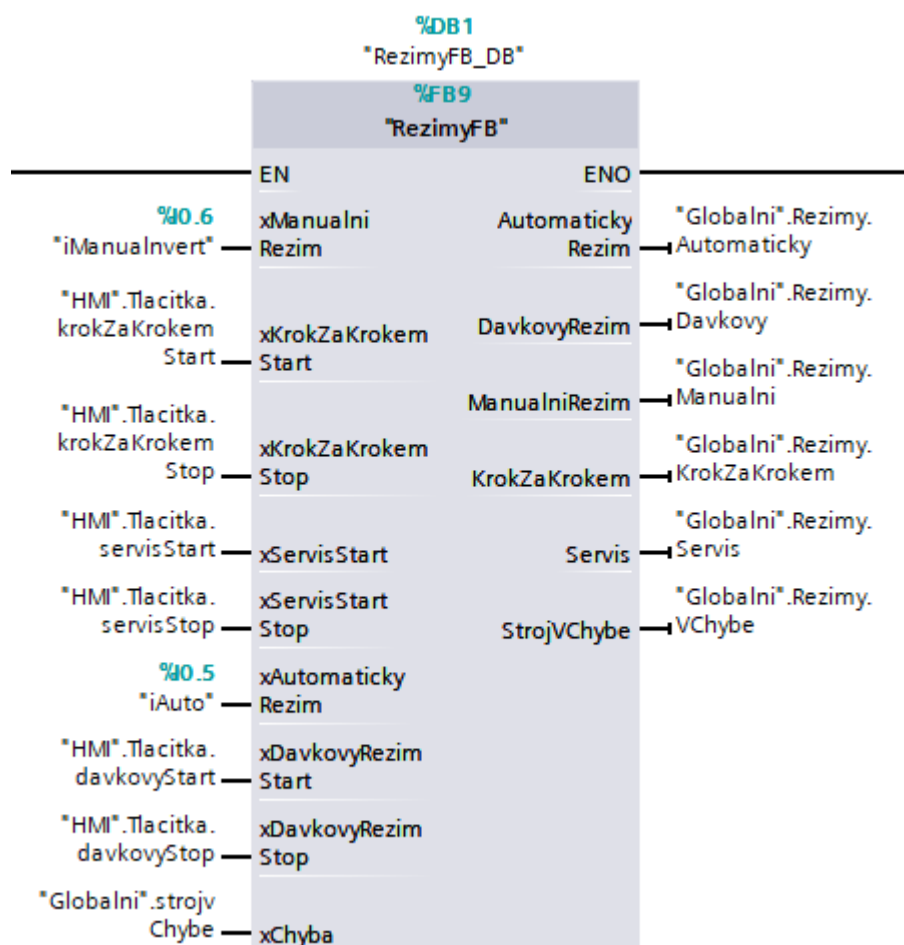 %DB1
"RezimyFB_DB"
%FB9
"RezimyFB"
EN
ENO
%I0.6
"iManualnvert"
xManualni
Rezim
Automaticky
Rezim
"Globalni".Rezimy.
Automaticky
"HMI".Tlacitka.
krokZaKrokem
Start
xKrokZaKrokem
Start
DavkovyRezim
"Globalni".Rezimy.
Davkovy
ManualniRezim
"Globalni".Rezimy.
Manualni
"HMI".Tlacitka.
krokZaKrokem
Stop
xKrokZaKrokem
Stop
KrokZaKrokem
"Globalni".Rezimy.
KrokZaKrokem
"HMI".Tlacitka.
servisStart
xServisStart
Servis
"Globalni".Rezimy.
Servis
"HMI".Tlacitka.
servisStop
xServisStart
Stop
StrojVChybe
"Globalni".Rezimy.
VChybe
%I0.5
"iAuto"
xAutomaticky
Rezim
"HMI".Tlacitka.
davkovyStart
xDavkovyRezim
Start
"HMI".Tlacitka.
davkovyStop
xDavkovyRezim
Stop
"Globalni".strojv
Chybe
xChyba